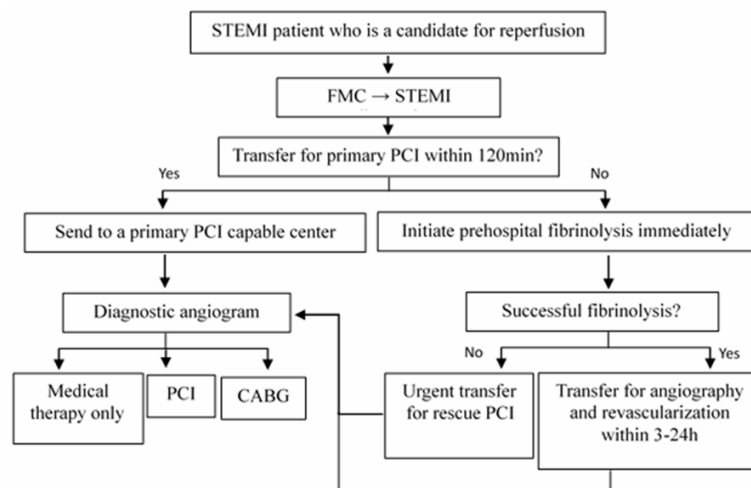 STEMI patient who is a candidate for reperfusion
FMC → STEMI
Transfer for primary PCI within 120min?
Yes
No
Send to a primary PCI capable center
Initiate prehospital fibrinolysis immediately
Diagnostic angiogram
Successful fibrinolysis?
No
Yes
Medical
therapy only
PCI
CABG
Urgent transfer
for rescue PCI
Transfer for angiography
and revascularization
within 3-24h